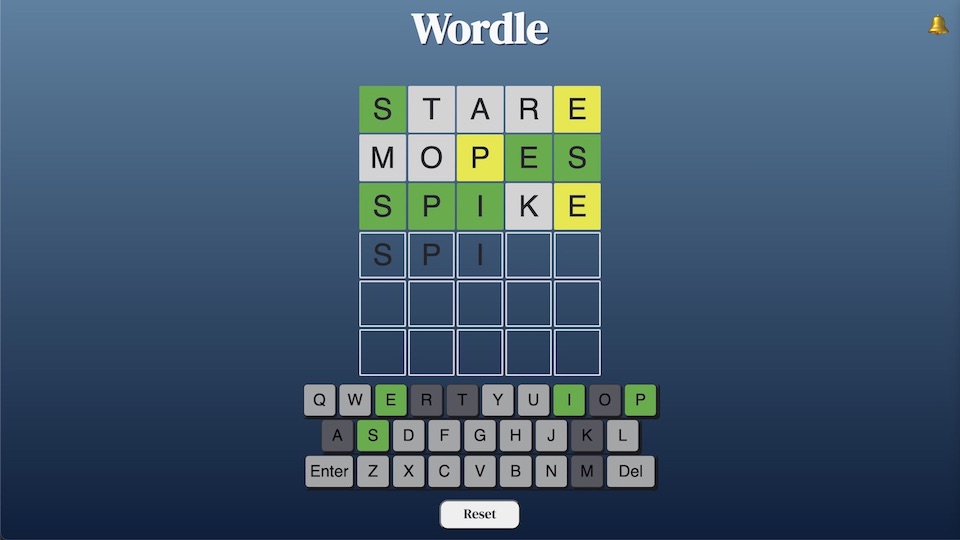 Wordle
S T A R E
M O P E S
S P I K E
S P I
Q W E R T Y U I O P
A S D F G H J K L
Enter Z X C V B N M Del
Reset